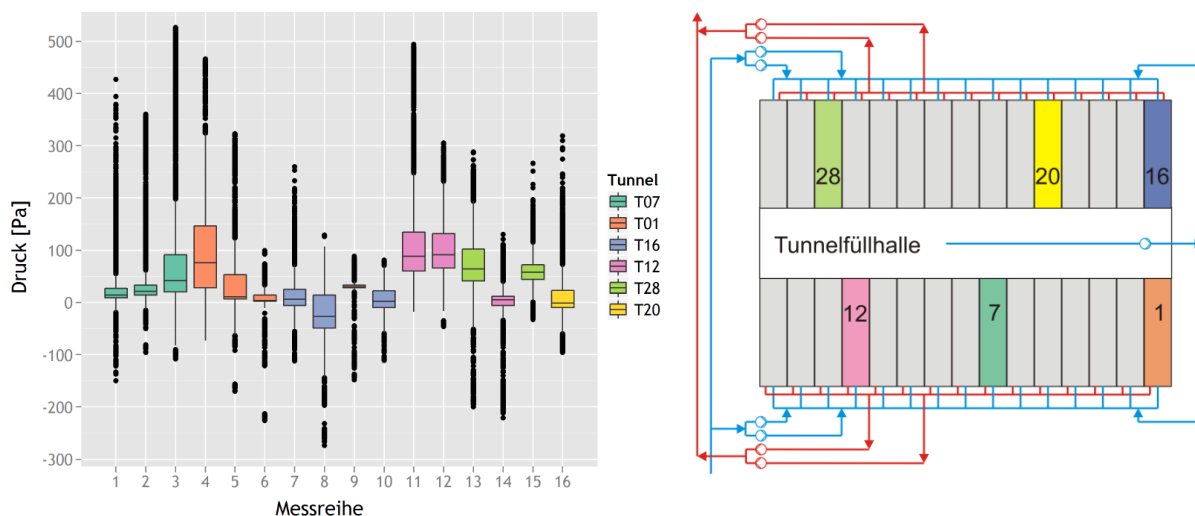 Druck [Pa]
500
400
300
200
100
0
-100
-200
-300
1 2 3 4 5 6 7 8 9 10 11 12 13 14 15 16
Messreihe
Tunnel
T07
T01
T16
T12
T28
T20
28 20 16
Tunnelfüllhalle
12 7 1